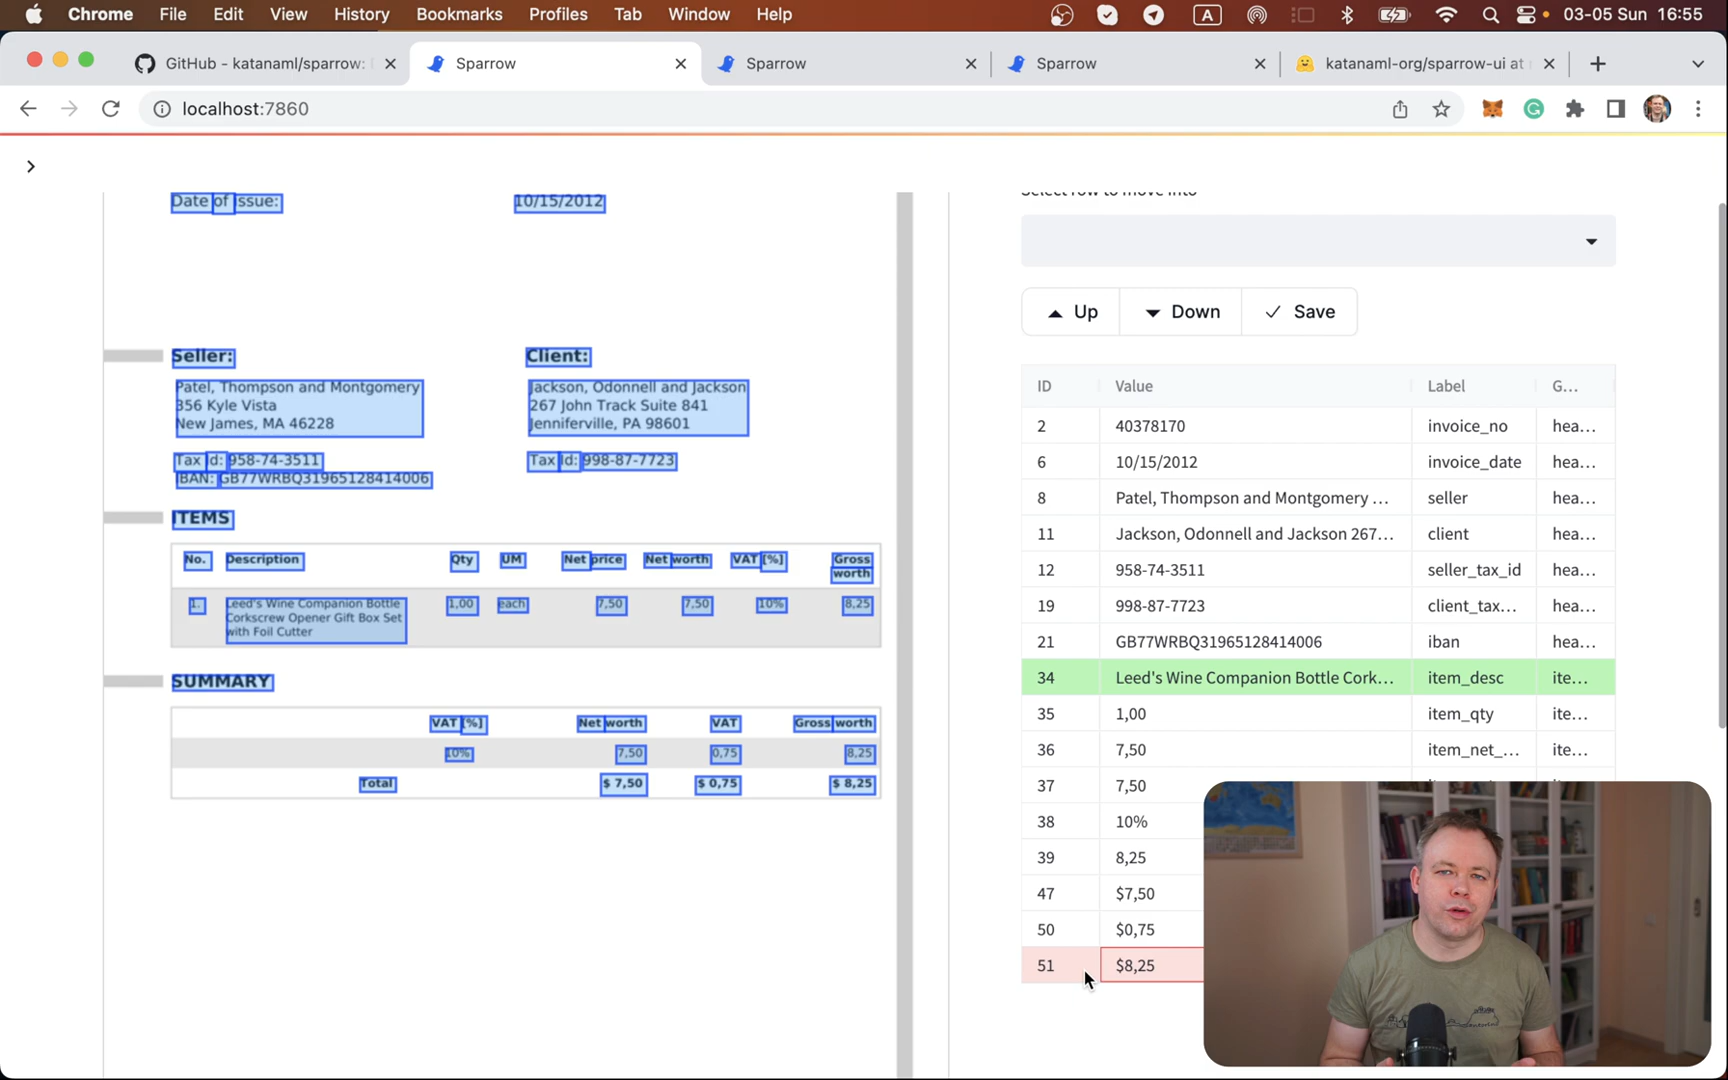 Chrome File Edit View History Bookmarks Profiles Tab Window Help A 03-05 Sun 16:55
GitHub - katanaml/sparrow: Sparrow Sparrow Sparrow katanaml-org/sparrow-ui at
localhost:7860
Date of issue: 10/15/2012
Seller: Client:
Patel, Thompson and Montgomery Jackson, Odonnell and Jackson
356 Kyle Vista 267 John Track Suite 841
New James, MA 46228 Jenniferville, PA 98601
Tax Id: 958-74-3511 Tax Id: 998-87-7723
IBAN: GB77WRBQ31965128414006
ITEMS
No. Description Qty UM Net price Net worth VAT [%] Gross
worth
1. Leed's Wine Companion Bottle 1,00 each 7,50 7,50 10% 8,25
Corkscrew Opener Gift Box Set
with Foil Cutter
SUMMARY
VAT [%] Net worth VAT Gross worth
10% 7,50 0,75 8,25
Total $ 7,50 $ 0,75 $ 8,25
Select row to move into
Up Down Save
ID Value Label G...
2 40378170 invoice_no hea...
6 10/15/2012 invoice_date hea...
8 Patel, Thompson and Montgomery ... seller hea...
11 Jackson, Odonnell and Jackson 267... client hea...
12 958-74-3511 seller_tax_id hea...
19 998-87-7723 client_tax... hea...
21 GB77WRBQ31965128414006 iban hea...
34 Leed's Wine Companion Bottle Cork... item_desc ite...
35 1,00 item_qty ite...
36 7,50 item_net_... ite...
37 7,50
38 10%
39 8,25
47 $7,50
50 $0,75
51 $8,25